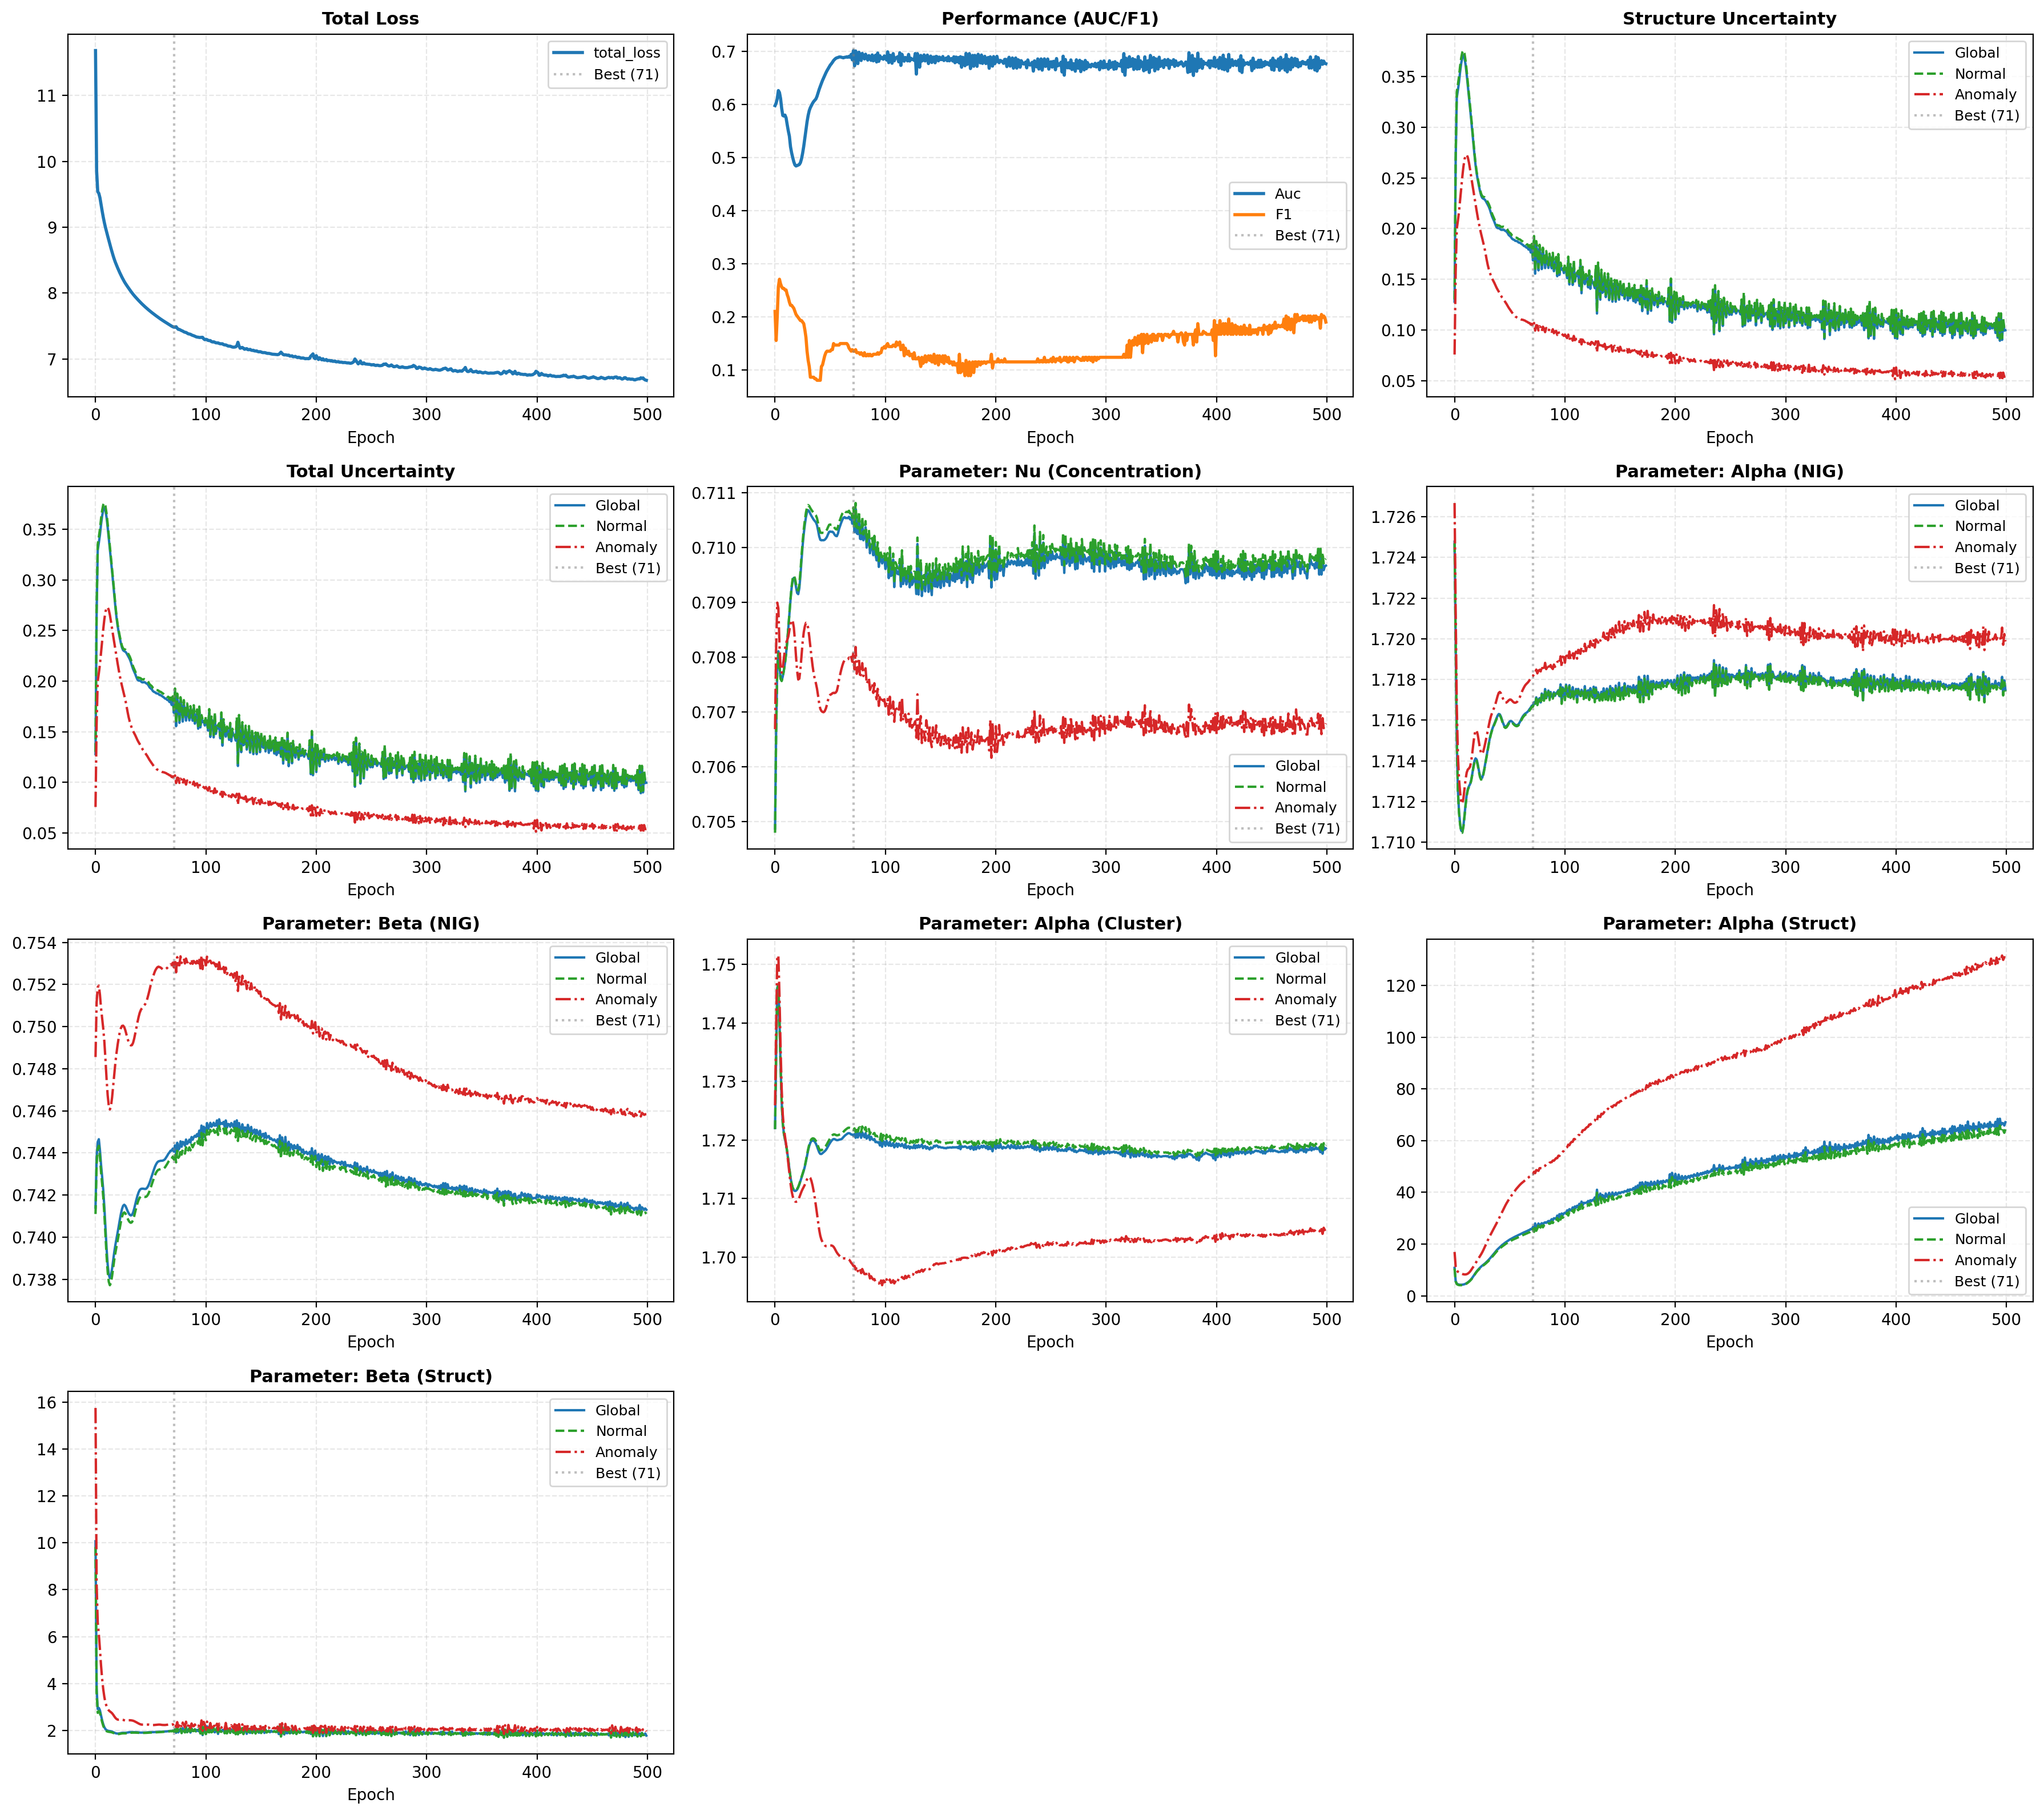 Total Loss
11
10
9
8
7
0
100
200
300
400
500
Epoch
total_loss
Best (71)
Performance (AUC/F1)
0.7
0.6
0.5
0.4
0.3
0.2
0.1
0
100
200
300
400
500
Epoch
Auc
F1
Best (71)
Structure Uncertainty
0.35
0.30
0.25
0.20
0.15
0.10
0.05
0
100
200
300
400
500
Epoch
Global
Normal
Anomaly
Best (71)
Total Uncertainty
0.35
0.30
0.25
0.20
0.15
0.10
0.05
0
100
200
300
400
500
Epoch
Global
Normal
Anomaly
Best (71)
Parameter: Nu (Concentration)
0.711
0.710
0.709
0.708
0.707
0.706
0.705
0
100
200
300
400
500
Epoch
Global
Normal
Anomaly
Best (71)
Parameter: Alpha (NIG)
1.726
1.724
1.722
1.720
1.718
1.716
1.714
1.712
1.710
0
100
200
300
400
500
Epoch
Global
Normal
Anomaly
Best (71)
Parameter: Beta (NIG)
0.754
0.752
0.750
0.748
0.746
0.744
0.742
0.740
0.738
0
100
200
300
400
500
Epoch
Global
Normal
Anomaly
Best (71)
Parameter: Alpha (Cluster)
1.75
1.74
1.73
1.72
1.71
1.70
0
100
200
300
400
500
Epoch
Global
Normal
Anomaly
Best (71)
Parameter: Alpha (Struct)
120
100
80
60
40
20
0
0
100
200
300
400
500
Epoch
Global
Normal
Anomaly
Best (71)
Parameter: Beta (Struct)
16
14
12
10
8
6
4
2
0
100
200
300
400
500
Epoch
Global
Normal
Anomaly
Best (71)